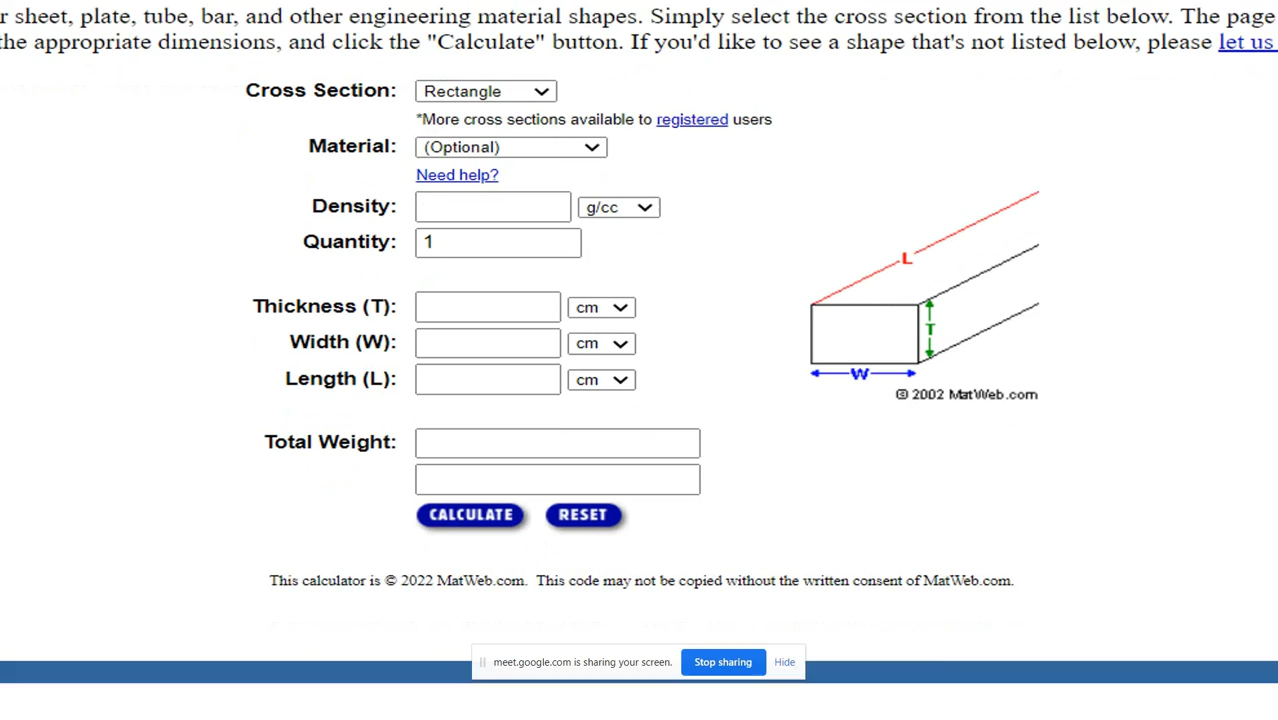 r sheet, plate, tube, bar, and other engineering material shapes. Simply select the cross section from the list below. The page
the appropriate dimensions, and click the "Calculate" button. If you'd like to see a shape that's not listed below, please let us
Cross Section: Rectangle
*More cross sections available to registered users
Material: (Optional)
Need help?
Density: g/cc
Quantity: 1
Thickness (T): cm
Width (W): cm
Length (L): cm
L
T
W
© 2002 MatWeb.com
Total Weight:
CALCULATE RESET
This calculator is © 2022 MatWeb.com. This code may not be copied without the written consent of MatWeb.com.
meet.google.com is sharing your screen. Stop sharing Hide